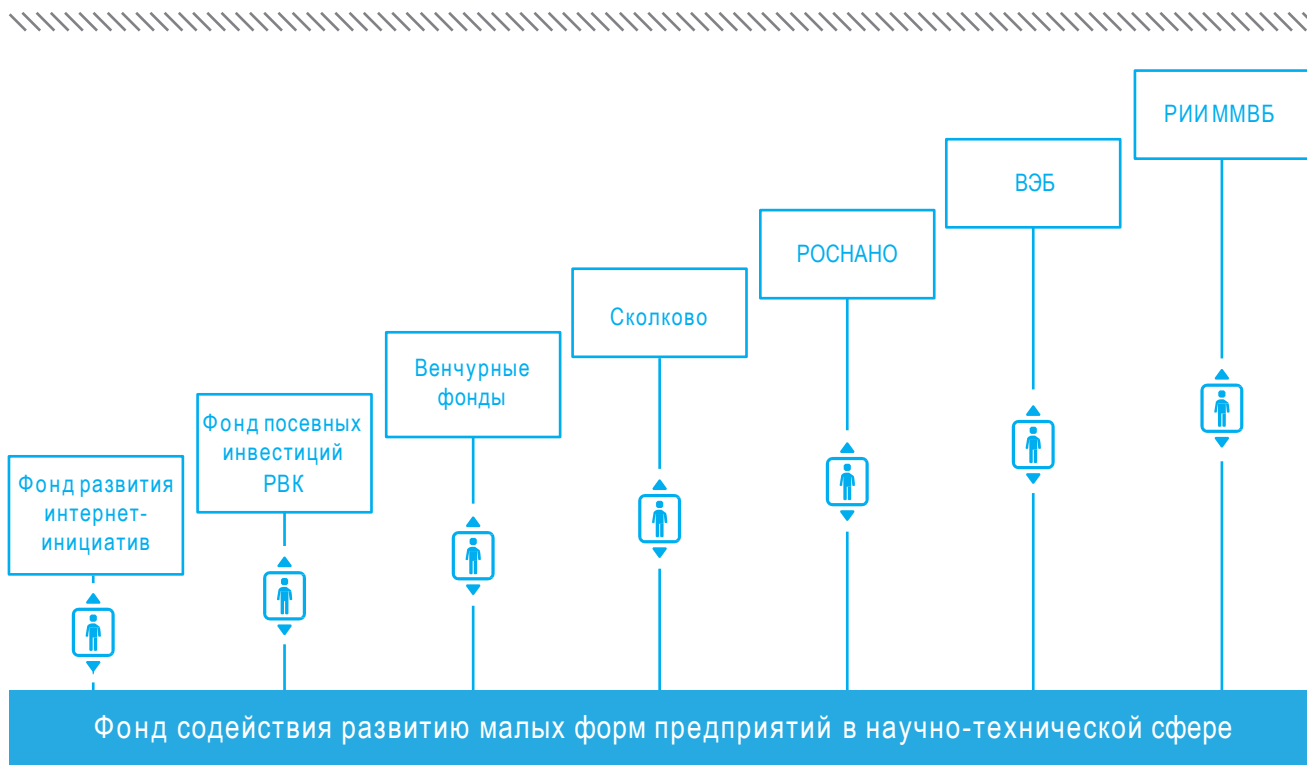 РИИ ММВБ
ВЭБ
РОСНАНО
Сколково
Венчурные
фонды
Фонд посевных
инвестиций
РВК
Фонд развития
интернет-
инициатив
Фонд содействия развитию малых форм предприятий в научно-технической сфере